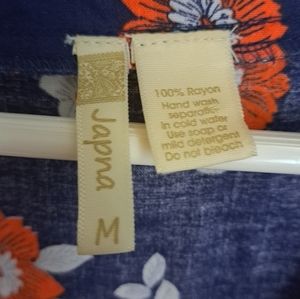 Japna M
100% Rayon
Hand wash
separately
In cold water
Use soap or
mild detergent
Do not bleach